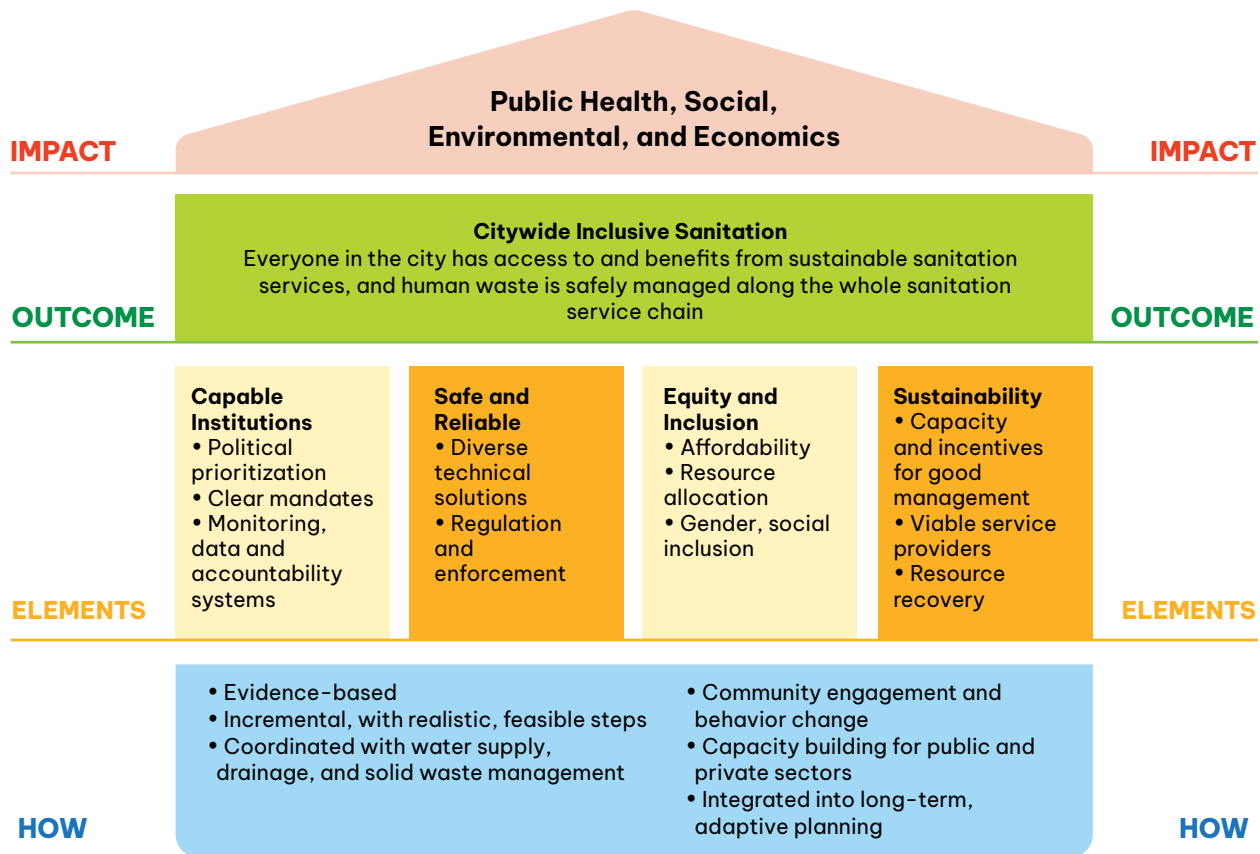 Public Health, Social,
Environmental, and Economics
IMPACT
IMPACT
Citywide Inclusive Sanitation
Everyone in the city has access to and benefits from sustainable sanitation
services, and human waste is safely managed along the whole sanitation
service chain
OUTCOME
OUTCOME
Capable
Institutions
• Political
prioritization
• Clear mandates
• Monitoring,
data and
accountability
systems
Safe and
Reliable
• Diverse
technical
solutions
• Regulation
and
enforcement
Equity and
Inclusion
• Affordability
• Resource
allocation
• Gender, social
inclusion
Sustainability
• Capacity
and incentives
for good
management
• Viable service
providers
• Resource
recovery
ELEMENTS
ELEMENTS
• Evidence-based
• Incremental, with realistic, feasible steps
• Coordinated with water supply,
drainage, and solid waste management
• Community engagement and
behavior change
• Capacity building for public and
private sectors
• Integrated into long-term,
adaptive planning
HOW
HOW